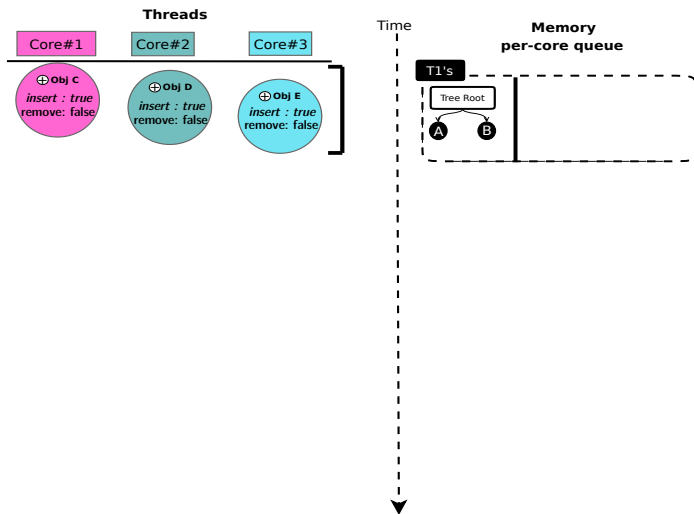 Threads
Core#1
Core#2
Core#3
⊕ Obj C
insert : true
remove: false
⊕ Obj D
insert : true
remove: false
⊕ Obj E
insert : true
remove: false
Time
Memory
per-core queue
T1's
Tree Root
A
B